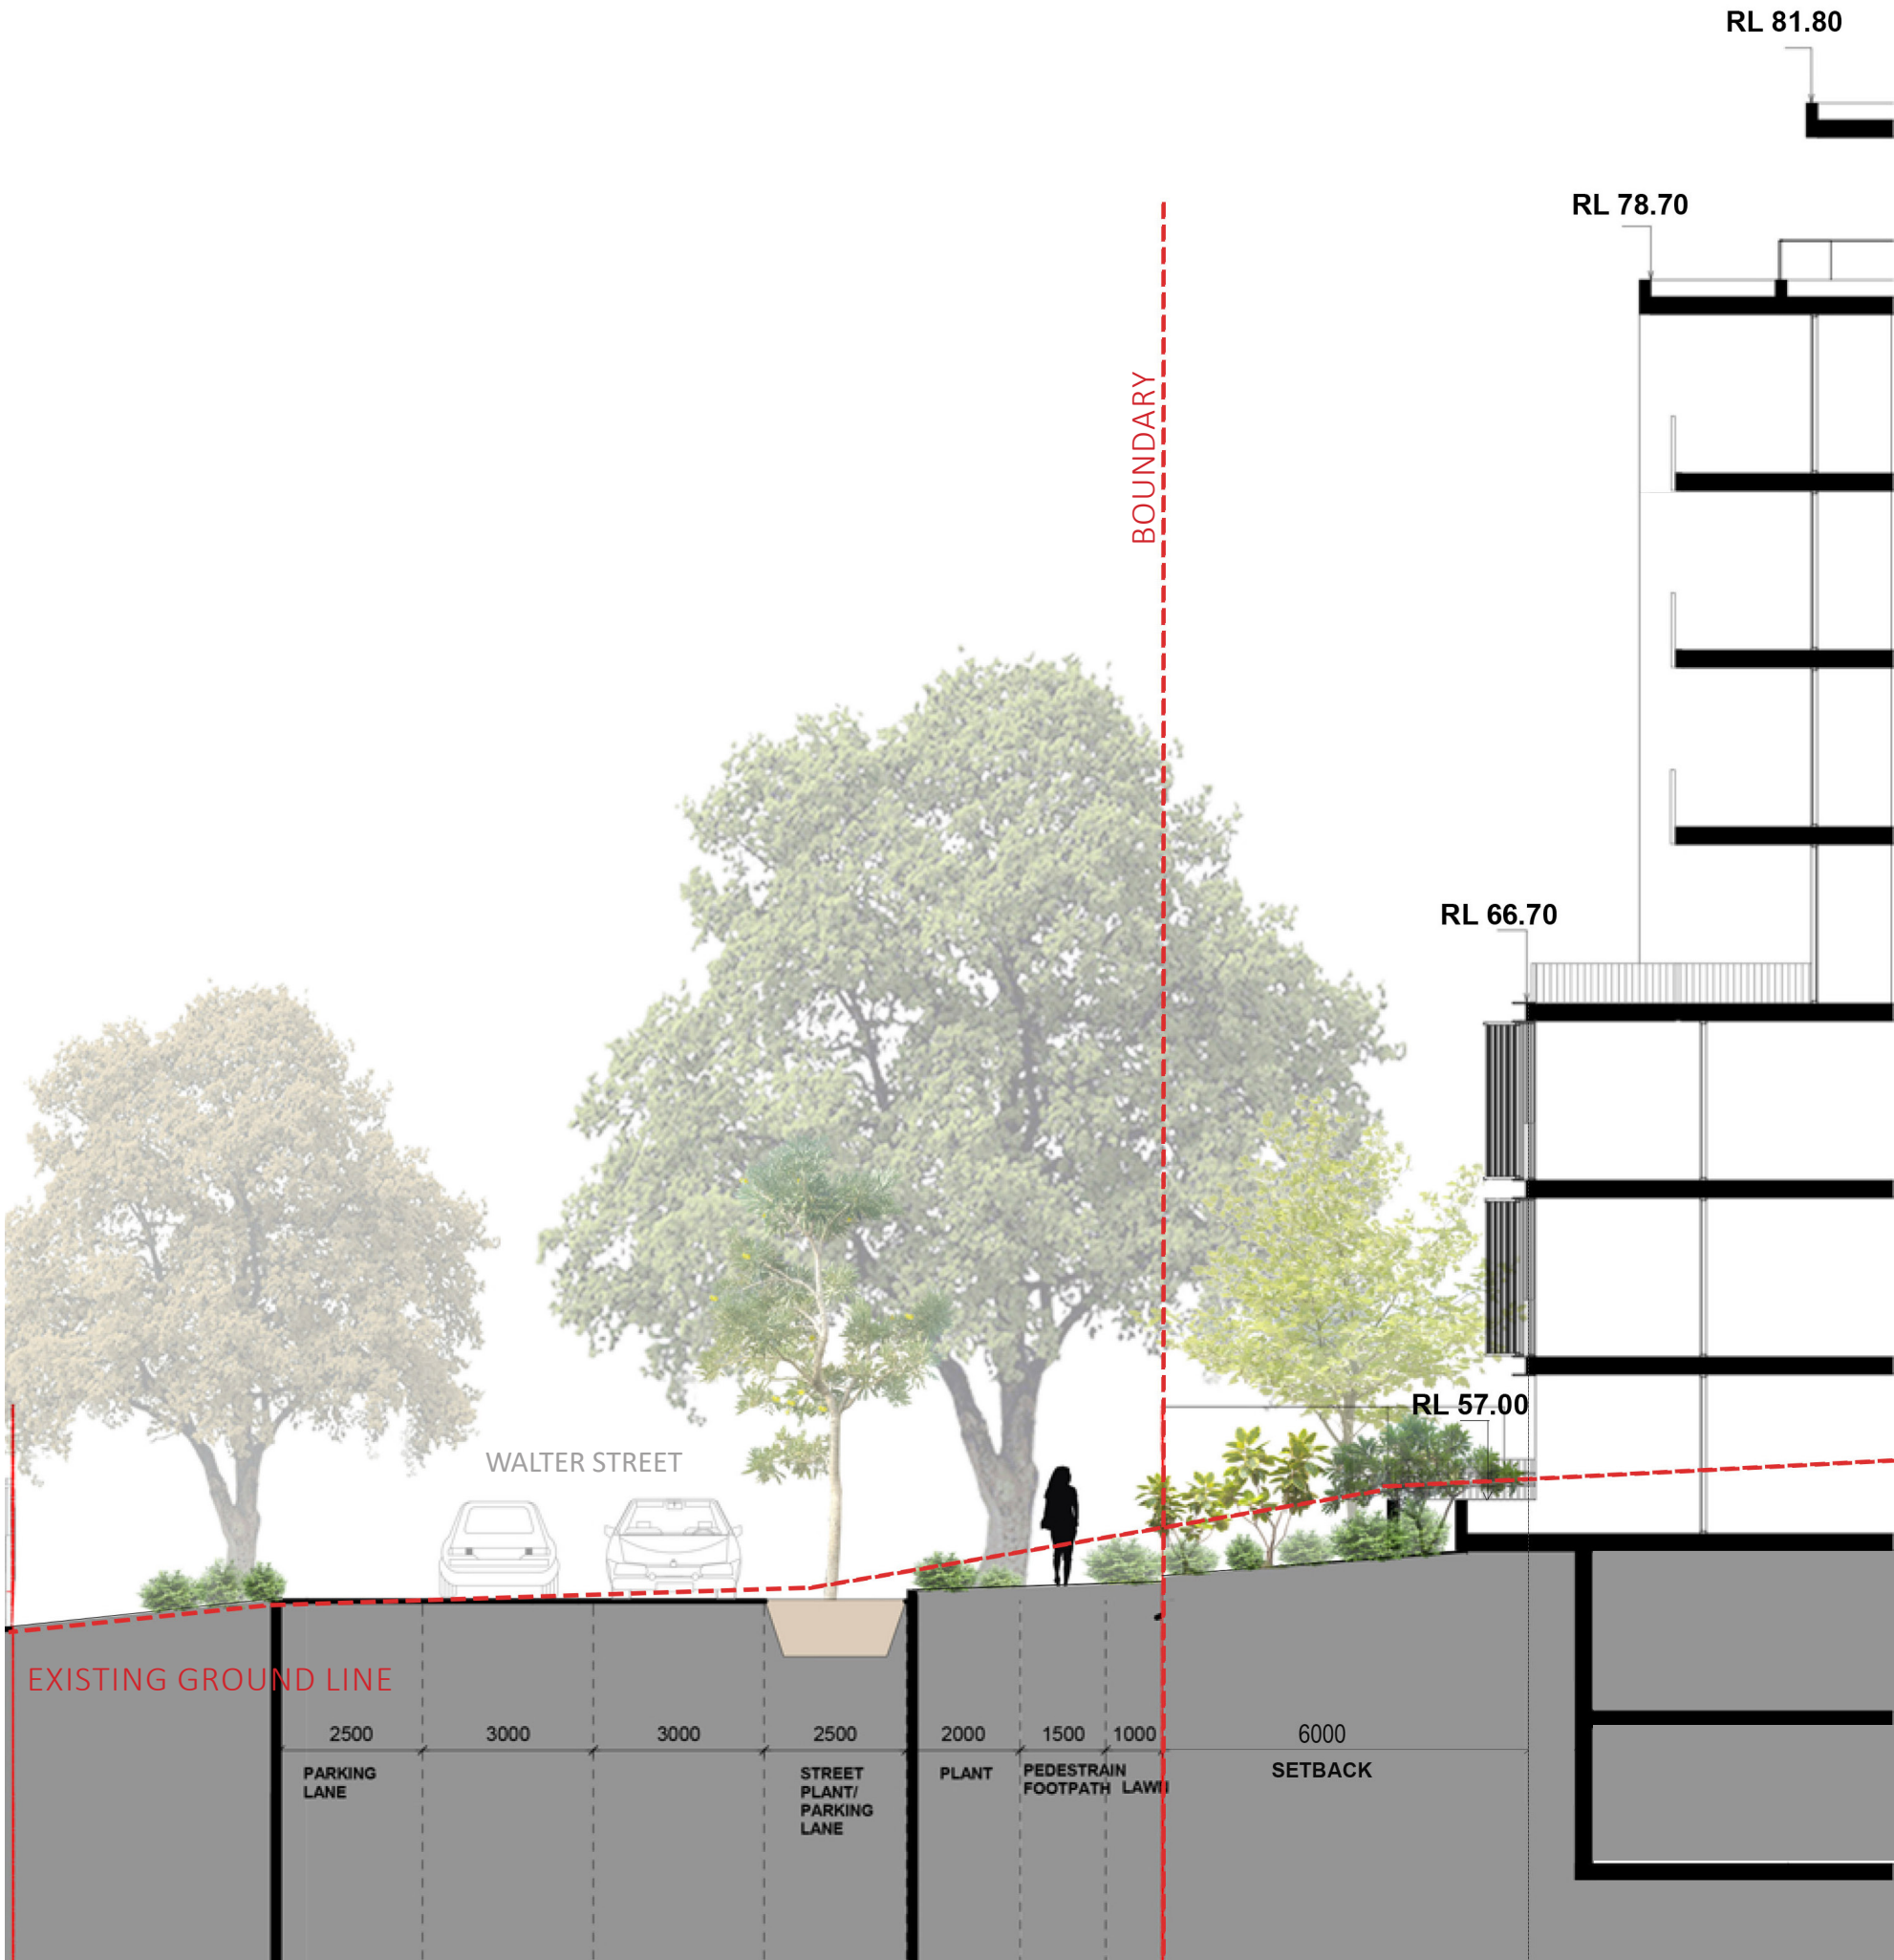 RL 81.80
RL 78.70
BOUNDARY
RL 66.70
RL 57.00
WALTER STREET
EXISTING GROUND LINE
2500
3000
3000
2500
2000
1500
1000
6000
PARKING
LANE
STREET
PLANT/
PARKING
LANE
PLANT
PEDESTRAIN
FOOTPATH
LAWN
SETBACK